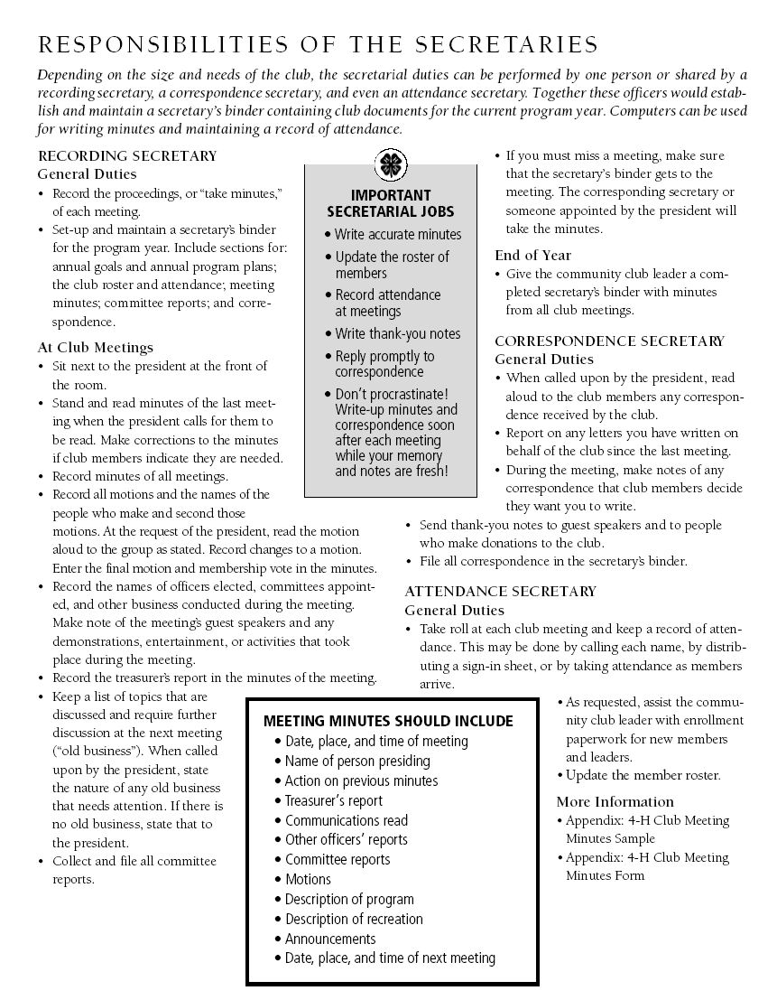 RESPONSIBILITIES OF THE SECRETARIES
Depending on the size and needs of the club, the secretarial duties can be performed by one person or shared by a
recording secretary, a correspondence secretary, and even an attendance secretary. Together these officers would estab-
lish and maintain a secretary's binder containing club documents for the current program year. Computers can be used
for writing minutes and maintaining a record of attendance.
RECORDING SECRETARY
General Duties
• Record the proceedings, or "take minutes,"
of each meeting.
• Set-up and maintain a secretary's binder
for the program year. Include sections for:
annual goals and annual program plans;
the club roster and attendance; meeting
minutes; committee reports; and corre-
spondence.
At Club Meetings
• Sit next to the president at the front of
the room.
• Stand and read minutes of the last meet-
ing when the president calls for them to
be read. Make corrections to the minutes
if club members indicate they are needed.
• Record minutes of all meetings.
• Record all motions and the names of the
people who make and second those
motions. At the request of the president, read the motion
aloud to the group as stated. Record changes to a motion.
Enter the final motion and membership vote in the minutes.
• Record the names of officers elected, committees appoint-
ed, and other business conducted during the meeting.
Make note of the meeting's guest speakers and any
demonstrations, entertainment, or activities that took
place during the meeting.
• Record the treasurer's report in the minutes of the meeting.
• Keep a list of topics that are
discussed and require further
discussion at the next meeting
("old business"). When called
upon by the president, state
the nature of any old business
that needs attention. If there is
no old business, state that to
the president.
• Collect and file all committee
reports.
IMPORTANT
SECRETARIAL JOBS
• Write accurate minutes
• Update the roster of
members
• Record attendance
at meetings
• Write thank-you notes
• Reply promptly to
correspondence
• Don't procrastinate!
Write-up minutes and
correspondence soon
after each meeting
while your memory
and notes are fresh!
• If you must miss a meeting, make sure
that the secretary's binder gets to the
meeting. The corresponding secretary or
someone appointed by the president will
take the minutes.
End of Year
• Give the community club leader a com-
pleted secretary's binder with minutes
from all club meetings.
CORRESPONDENCE SECRETARY
General Duties
• When called upon by the president, read
aloud to the club members any correspon-
dence received by the club.
• Report on any letters you have written on
behalf of the club since the last meeting.
• During the meeting, make notes of any
correspondence that club members decide
they want you to write.
• Send thank-you notes to guest speakers and to people
who make donations to the club.
• File all correspondence in the secretary's binder.
ATTENDANCE SECRETARY
General Duties
• Take roll at each club meeting and keep a record of atten-
dance. This may be done by calling each name, by distrib-
uting a sign-in sheet, or by taking attendance as members
arrive.
• As requested, assist the commu-
nity club leader with enrollment
paperwork for new members
and leaders.
• Update the member roster.
More Information
• Appendix: 4-H Club Meeting
Minutes Sample
• Appendix: 4-H Club Meeting
Minutes Form
MEETING MINUTES SHOULD INCLUDE
• Date, place, and time of meeting
• Name of person presiding
• Action on previous minutes
• Treasurer's report
• Communications read
• Other officers' reports
• Committee reports
• Motions
• Description of program
• Description of recreation
• Announcements
• Date, place, and time of next meeting